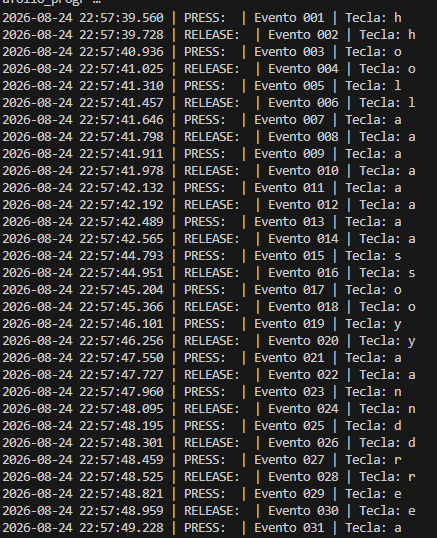 2026-08-24 22:57:39.560 | PRESS:  | Evento 001 | Tecla: h
2026-08-24 22:57:39.728 | RELEASE:  | Evento 002 | Tecla: h
2026-08-24 22:57:40.936 | PRESS:  | Evento 003 | Tecla: o
2026-08-24 22:57:41.025 | RELEASE:  | Evento 004 | Tecla: o
2026-08-24 22:57:41.310 | PRESS:  | Evento 005 | Tecla: l
2026-08-24 22:57:41.457 | RELEASE:  | Evento 006 | Tecla: l
2026-08-24 22:57:41.646 | PRESS:  | Evento 007 | Tecla: a
2026-08-24 22:57:41.798 | RELEASE:  | Evento 008 | Tecla: a
2026-08-24 22:57:41.911 | PRESS:  | Evento 009 | Tecla: a
2026-08-24 22:57:41.978 | RELEASE:  | Evento 010 | Tecla: a
2026-08-24 22:57:42.132 | PRESS:  | Evento 011 | Tecla: a
2026-08-24 22:57:42.192 | RELEASE:  | Evento 012 | Tecla: a
2026-08-24 22:57:42.489 | PRESS:  | Evento 013 | Tecla: a
2026-08-24 22:57:42.565 | RELEASE:  | Evento 014 | Tecla: a
2026-08-24 22:57:44.793 | PRESS:  | Evento 015 | Tecla: s
2026-08-24 22:57:44.951 | RELEASE:  | Evento 016 | Tecla: s
2026-08-24 22:57:45.204 | PRESS:  | Evento 017 | Tecla: o
2026-08-24 22:57:45.366 | RELEASE:  | Evento 018 | Tecla: o
2026-08-24 22:57:46.101 | PRESS:  | Evento 019 | Tecla: y
2026-08-24 22:57:46.256 | RELEASE:  | Evento 020 | Tecla: y
2026-08-24 22:57:47.550 | PRESS:  | Evento 021 | Tecla: a
2026-08-24 22:57:47.727 | RELEASE:  | Evento 022 | Tecla: a
2026-08-24 22:57:47.960 | PRESS:  | Evento 023 | Tecla: n
2026-08-24 22:57:48.095 | RELEASE:  | Evento 024 | Tecla: n
2026-08-24 22:57:48.195 | PRESS:  | Evento 025 | Tecla: d
2026-08-24 22:57:48.301 | RELEASE:  | Evento 026 | Tecla: d
2026-08-24 22:57:48.459 | PRESS:  | Evento 027 | Tecla: r
2026-08-24 22:57:48.525 | RELEASE:  | Evento 028 | Tecla: r
2026-08-24 22:57:48.821 | PRESS:  | Evento 029 | Tecla: e
2026-08-24 22:57:48.959 | RELEASE:  | Evento 030 | Tecla: e
2026-08-24 22:57:49.228 | PRESS:  | Evento 031 | Tecla: a